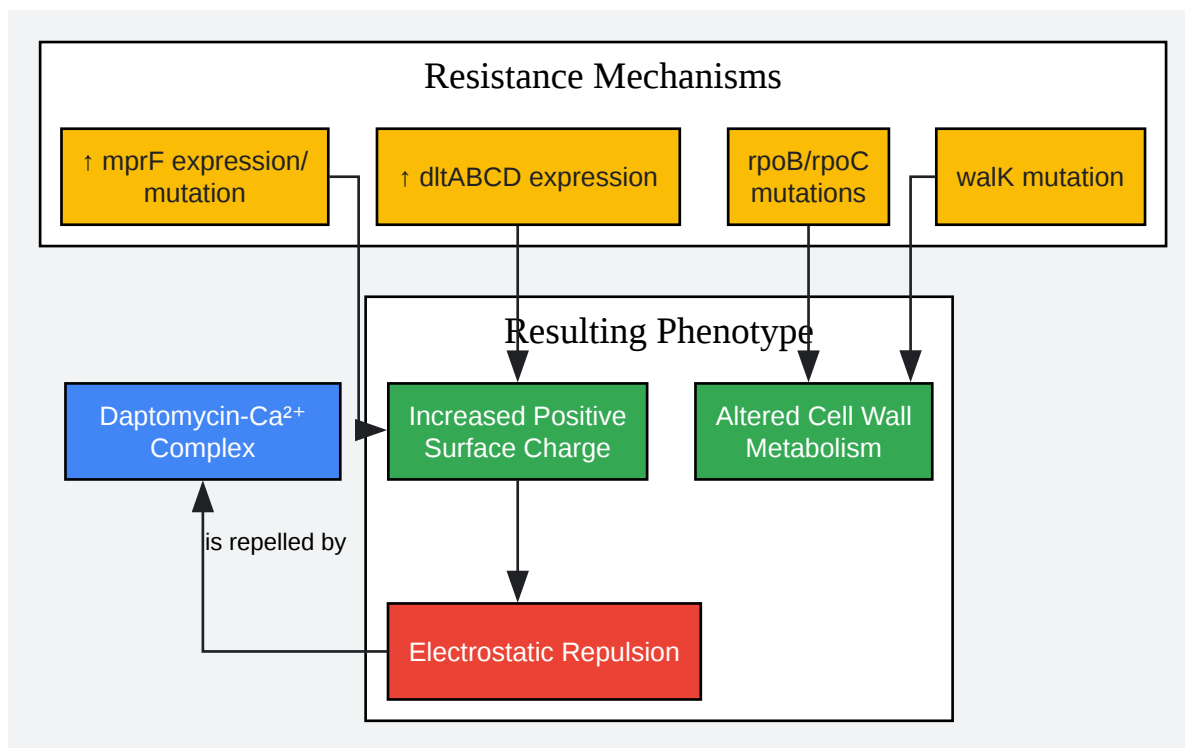 Resistance Mechanisms
↑ mprF expression/
mutation
↑ dltABCD expression
rpoB/rpoC
mutations
walK mutation
Resulting Phenotype
Daptomycin-Ca²⁺
Complex
Increased Positive
Surface Charge
Altered Cell Wall
Metabolism
is repelled by
Electrostatic Repulsion